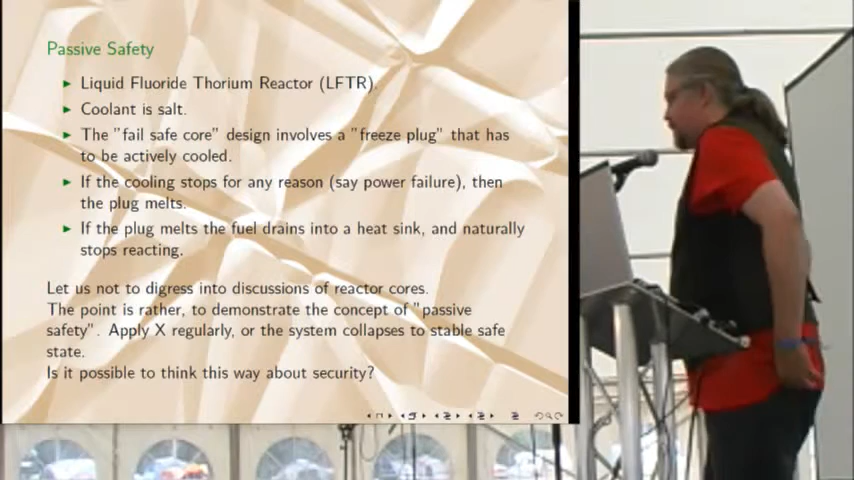 Passive Safety
Liquid Fluoride Thorium Reactor (LFTR).
Coolant is salt.
The "fail safe core" design involves a "freeze plug" that has
to be actively cooled.
If the cooling stops for any reason (say power failure), then
the plug melts.
If the plug melts the fuel drains into a heat sink, and naturally
stops reacting.
Let us not to digress into discussions of reactor cores.
The point is rather, to demonstrate the concept of "passive
safety". Apply X regularly, or the system collapses to stable safe
state.
Is it possible to think this way about security?